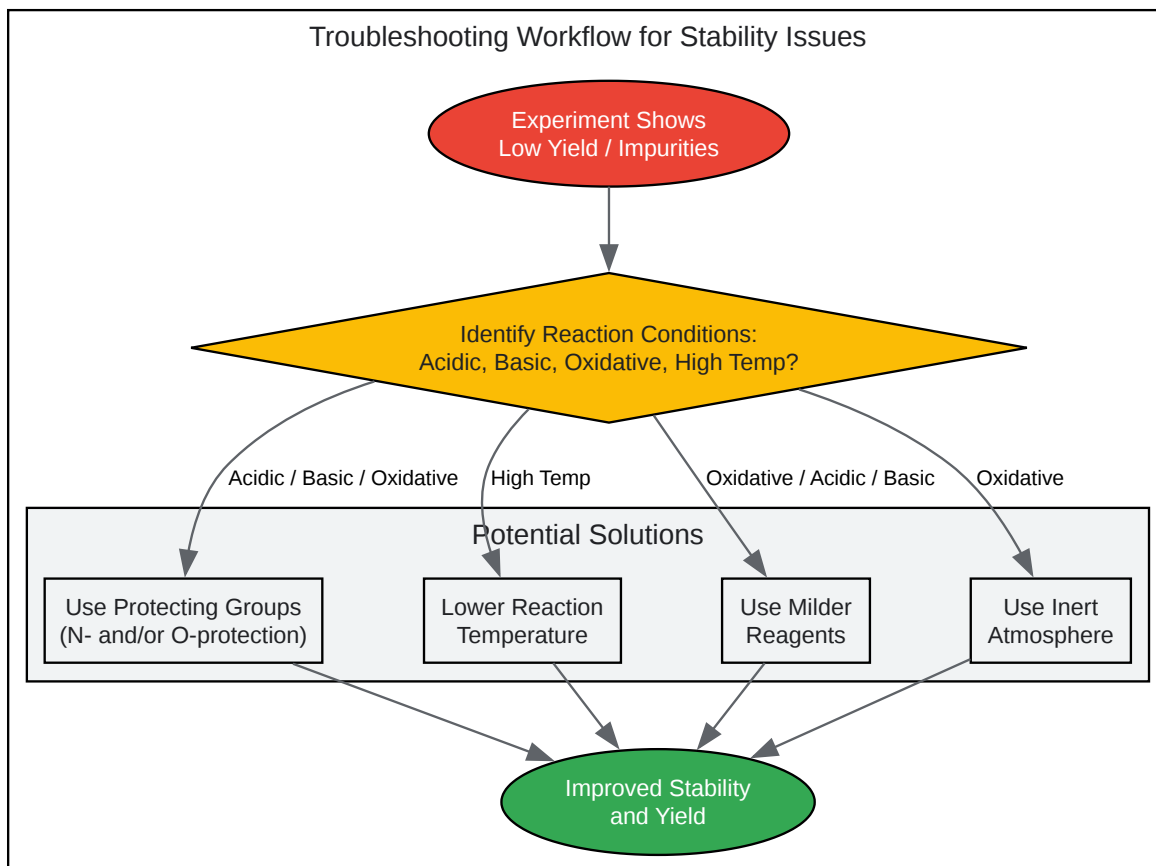 Troubleshooting Workflow for Stability Issues
Experiment Shows
Low Yield / Impurities
Identify Reaction Conditions:
Acidic, Basic, Oxidative, High Temp?
Acidic / Basic / Oxidative
High Temp
Oxidative / Acidic / Basic
Oxidative
Potential Solutions
Use Protecting Groups
(N- and/or O-protection)
Lower Reaction
Temperature
Use Milder
Reagents
Use Inert
Atmosphere
Improved Stability
and Yield